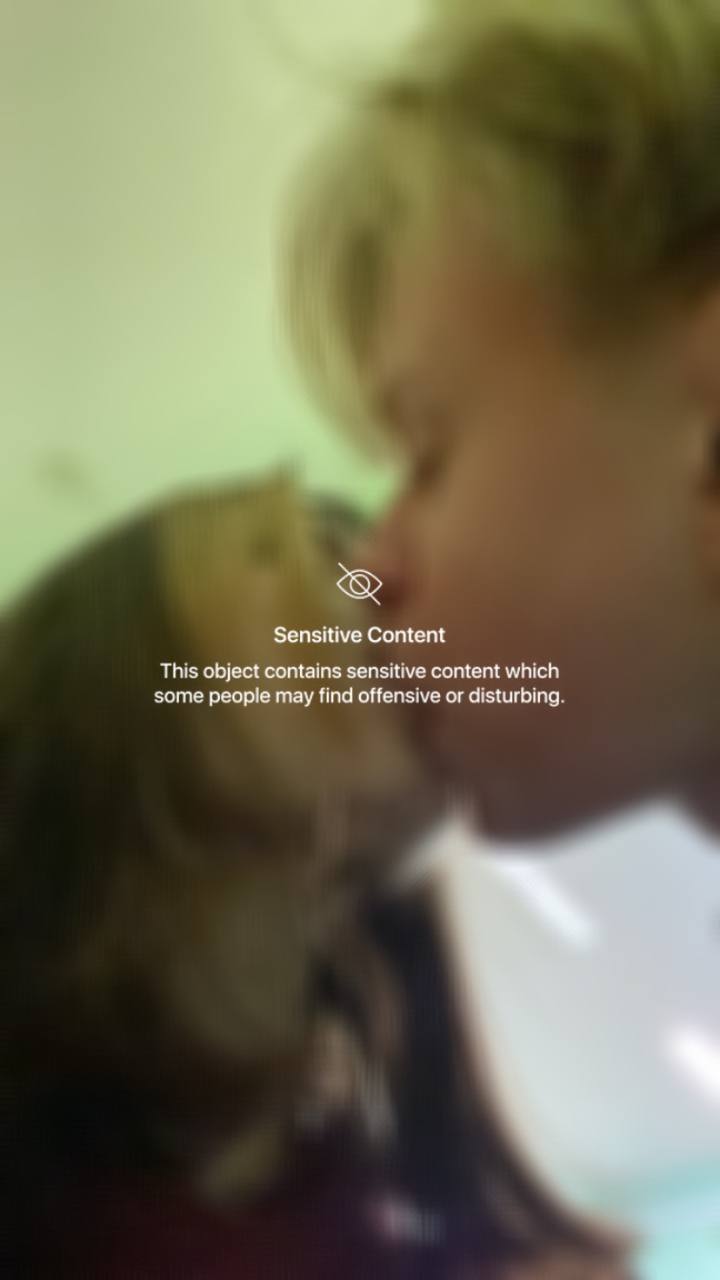 Sensitive Content
This object contains sensitive content which
some people may find offensive or disturbing.